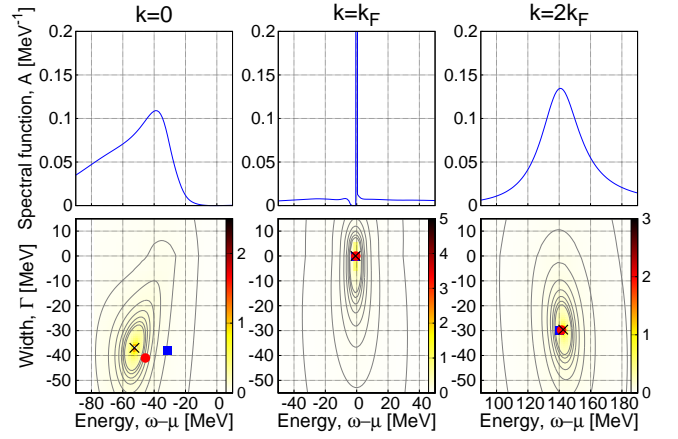 k=0 k=k_F k=2k_F
Spectral function, A [MeV⁻¹]
0.2 0.2 0.2
0.15 0.15 0.15
0.1 0.1 0.1
0.05 0.05 0.05
0 0 0
Width, Γ [MeV]
10 10 10
0 0 0
-10 -10 -10
-20 -20 -20
-30 -30 -30
-40 -40 -40
-50 -50 -50
2 1 0
5 4 3 2 1 0
3 2 1 0
-80 -60 -40 -20 0 -40 -20 0 20 40 100 120 140 160 180
Energy, ω−μ [MeV] Energy, ω−μ [MeV] Energy, ω−μ [MeV]